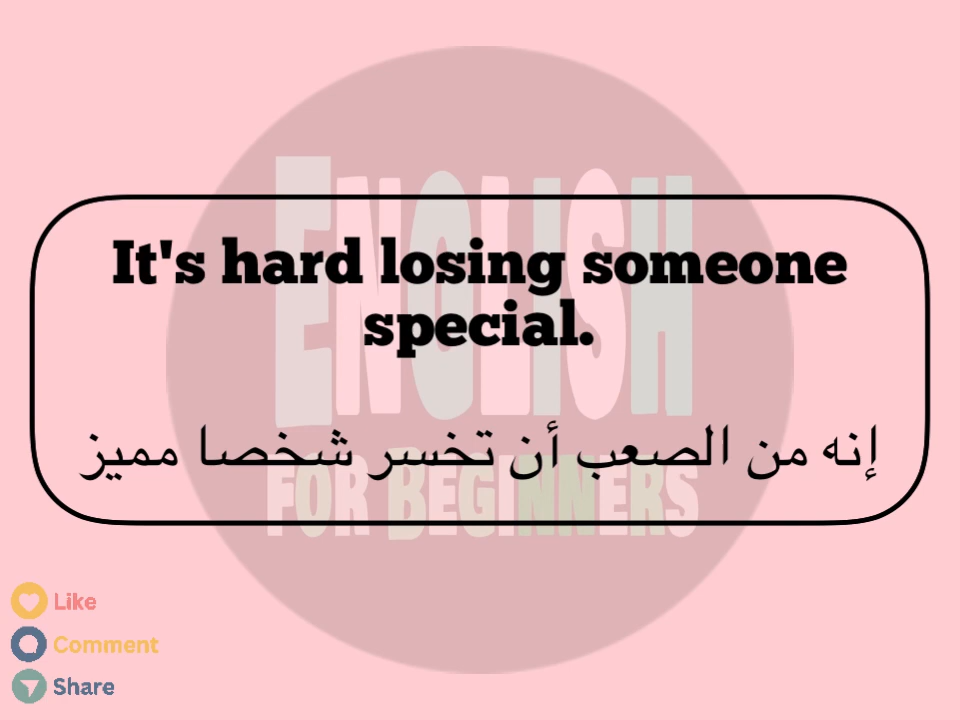 It's hard losing someone
special.
إنه من الصعب أن تخسر شخصا مميز
ENGLISH
FOR BEGINNERS
Like
Comment
Share